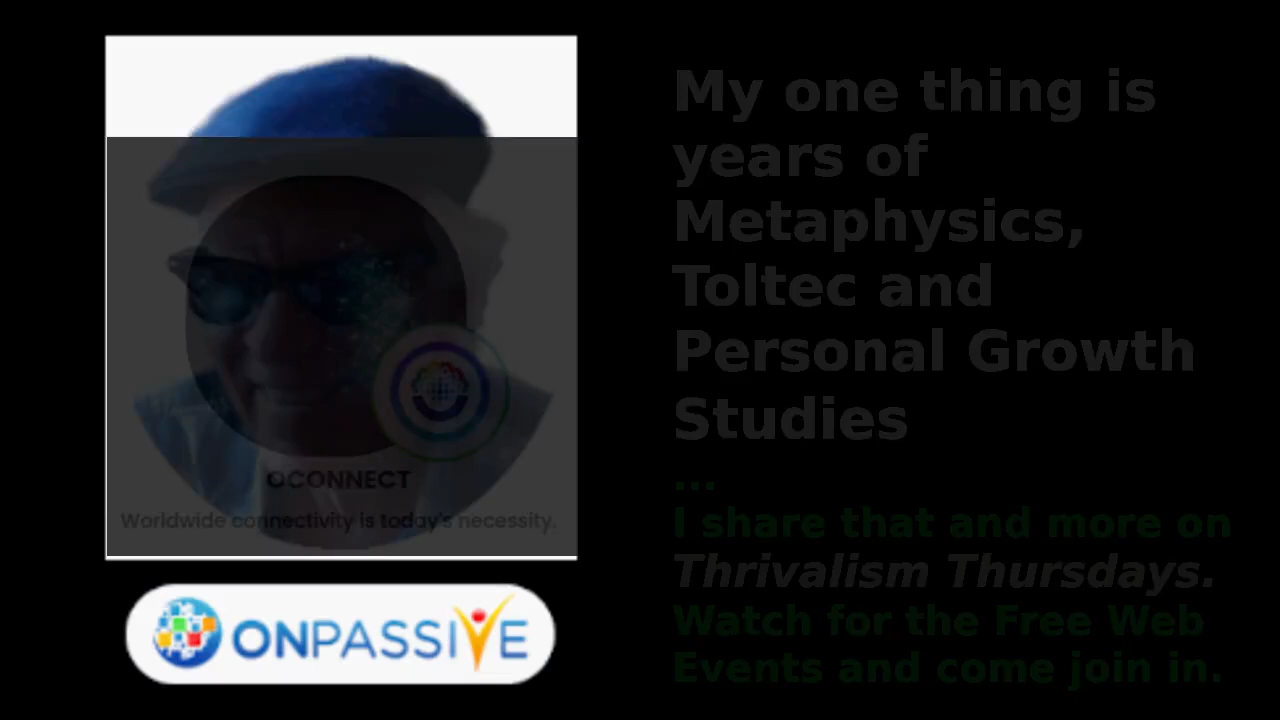 OCONNECT
Worldwide connectivity is today's necessity.
ONPASSIVE
My one thing is
years of
Metaphysics,
Toltec and
Personal Growth
Studies
...
I share that and more on
Thrivalism Thursdays.
Watch for the Free Web
Events and come join in.